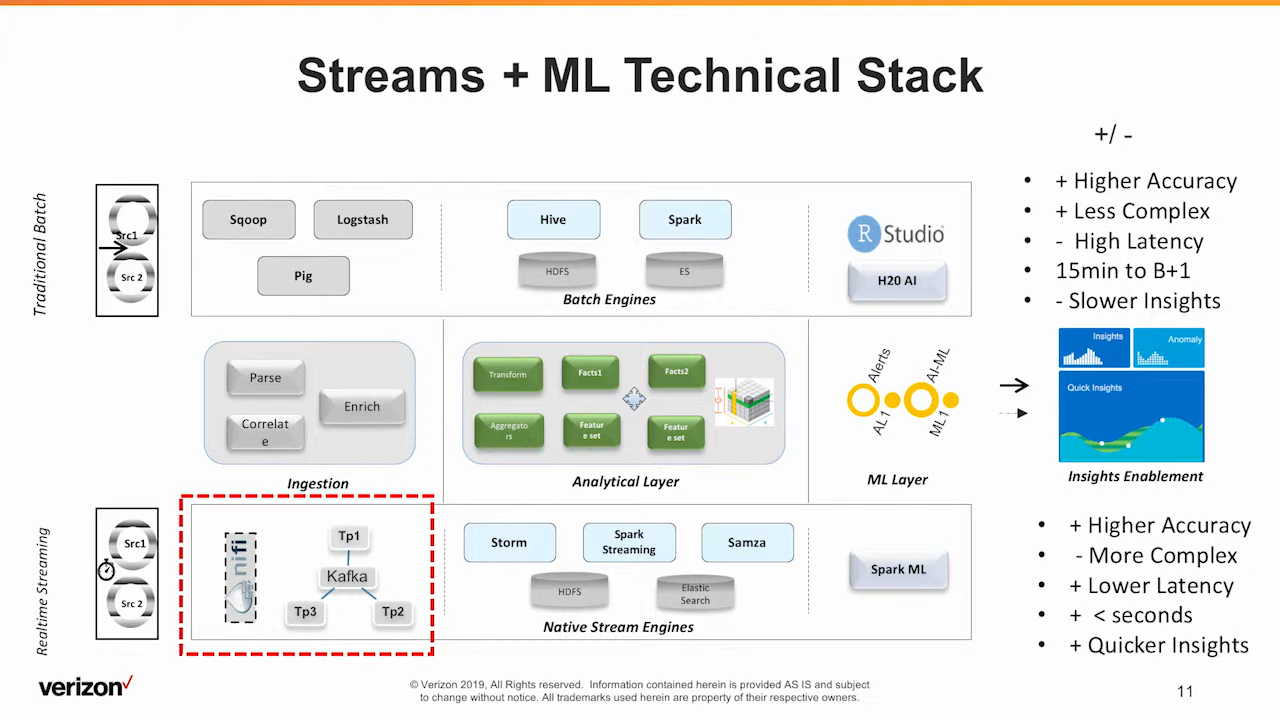 Streams + ML Technical Stack
+/ -
Traditional Batch
Src1
Src 2
Sqoop
Logstash
Pig
Hive
Spark
HDFS
ES
Batch Engines
R Studio
H20 AI
• + Higher Accuracy
• + Less Complex
• - High Latency
• 15min to B+1
• - Slower Insights
Parse
Correlat
e
Enrich
Ingestion
Transform
Facts1
Facts2
Aggregato
rs
Featur
e set
Featur
e set
Analytical Layer
Alerts
AI-ML
AL1
ML1
ML Layer
Insights
Anomaly
Quick Insights
Insights Enablement
Realtime Streaming
Src1
Src 2
nifi
Tp1
Kafka
Tp3
Tp2
Storm
Spark
Streaming
Samza
HDFS
Elastic
Search
Native Stream Engines
Spark ML
• + Higher Accuracy
• - More Complex
• + Lower Latency
• + < seconds
• + Quicker Insights
verizon✓
© Verizon 2019, All Rights reserved. Information contained herein is provided AS IS and subject
to change without notice. All trademarks used herein are property of their respective owners.
11